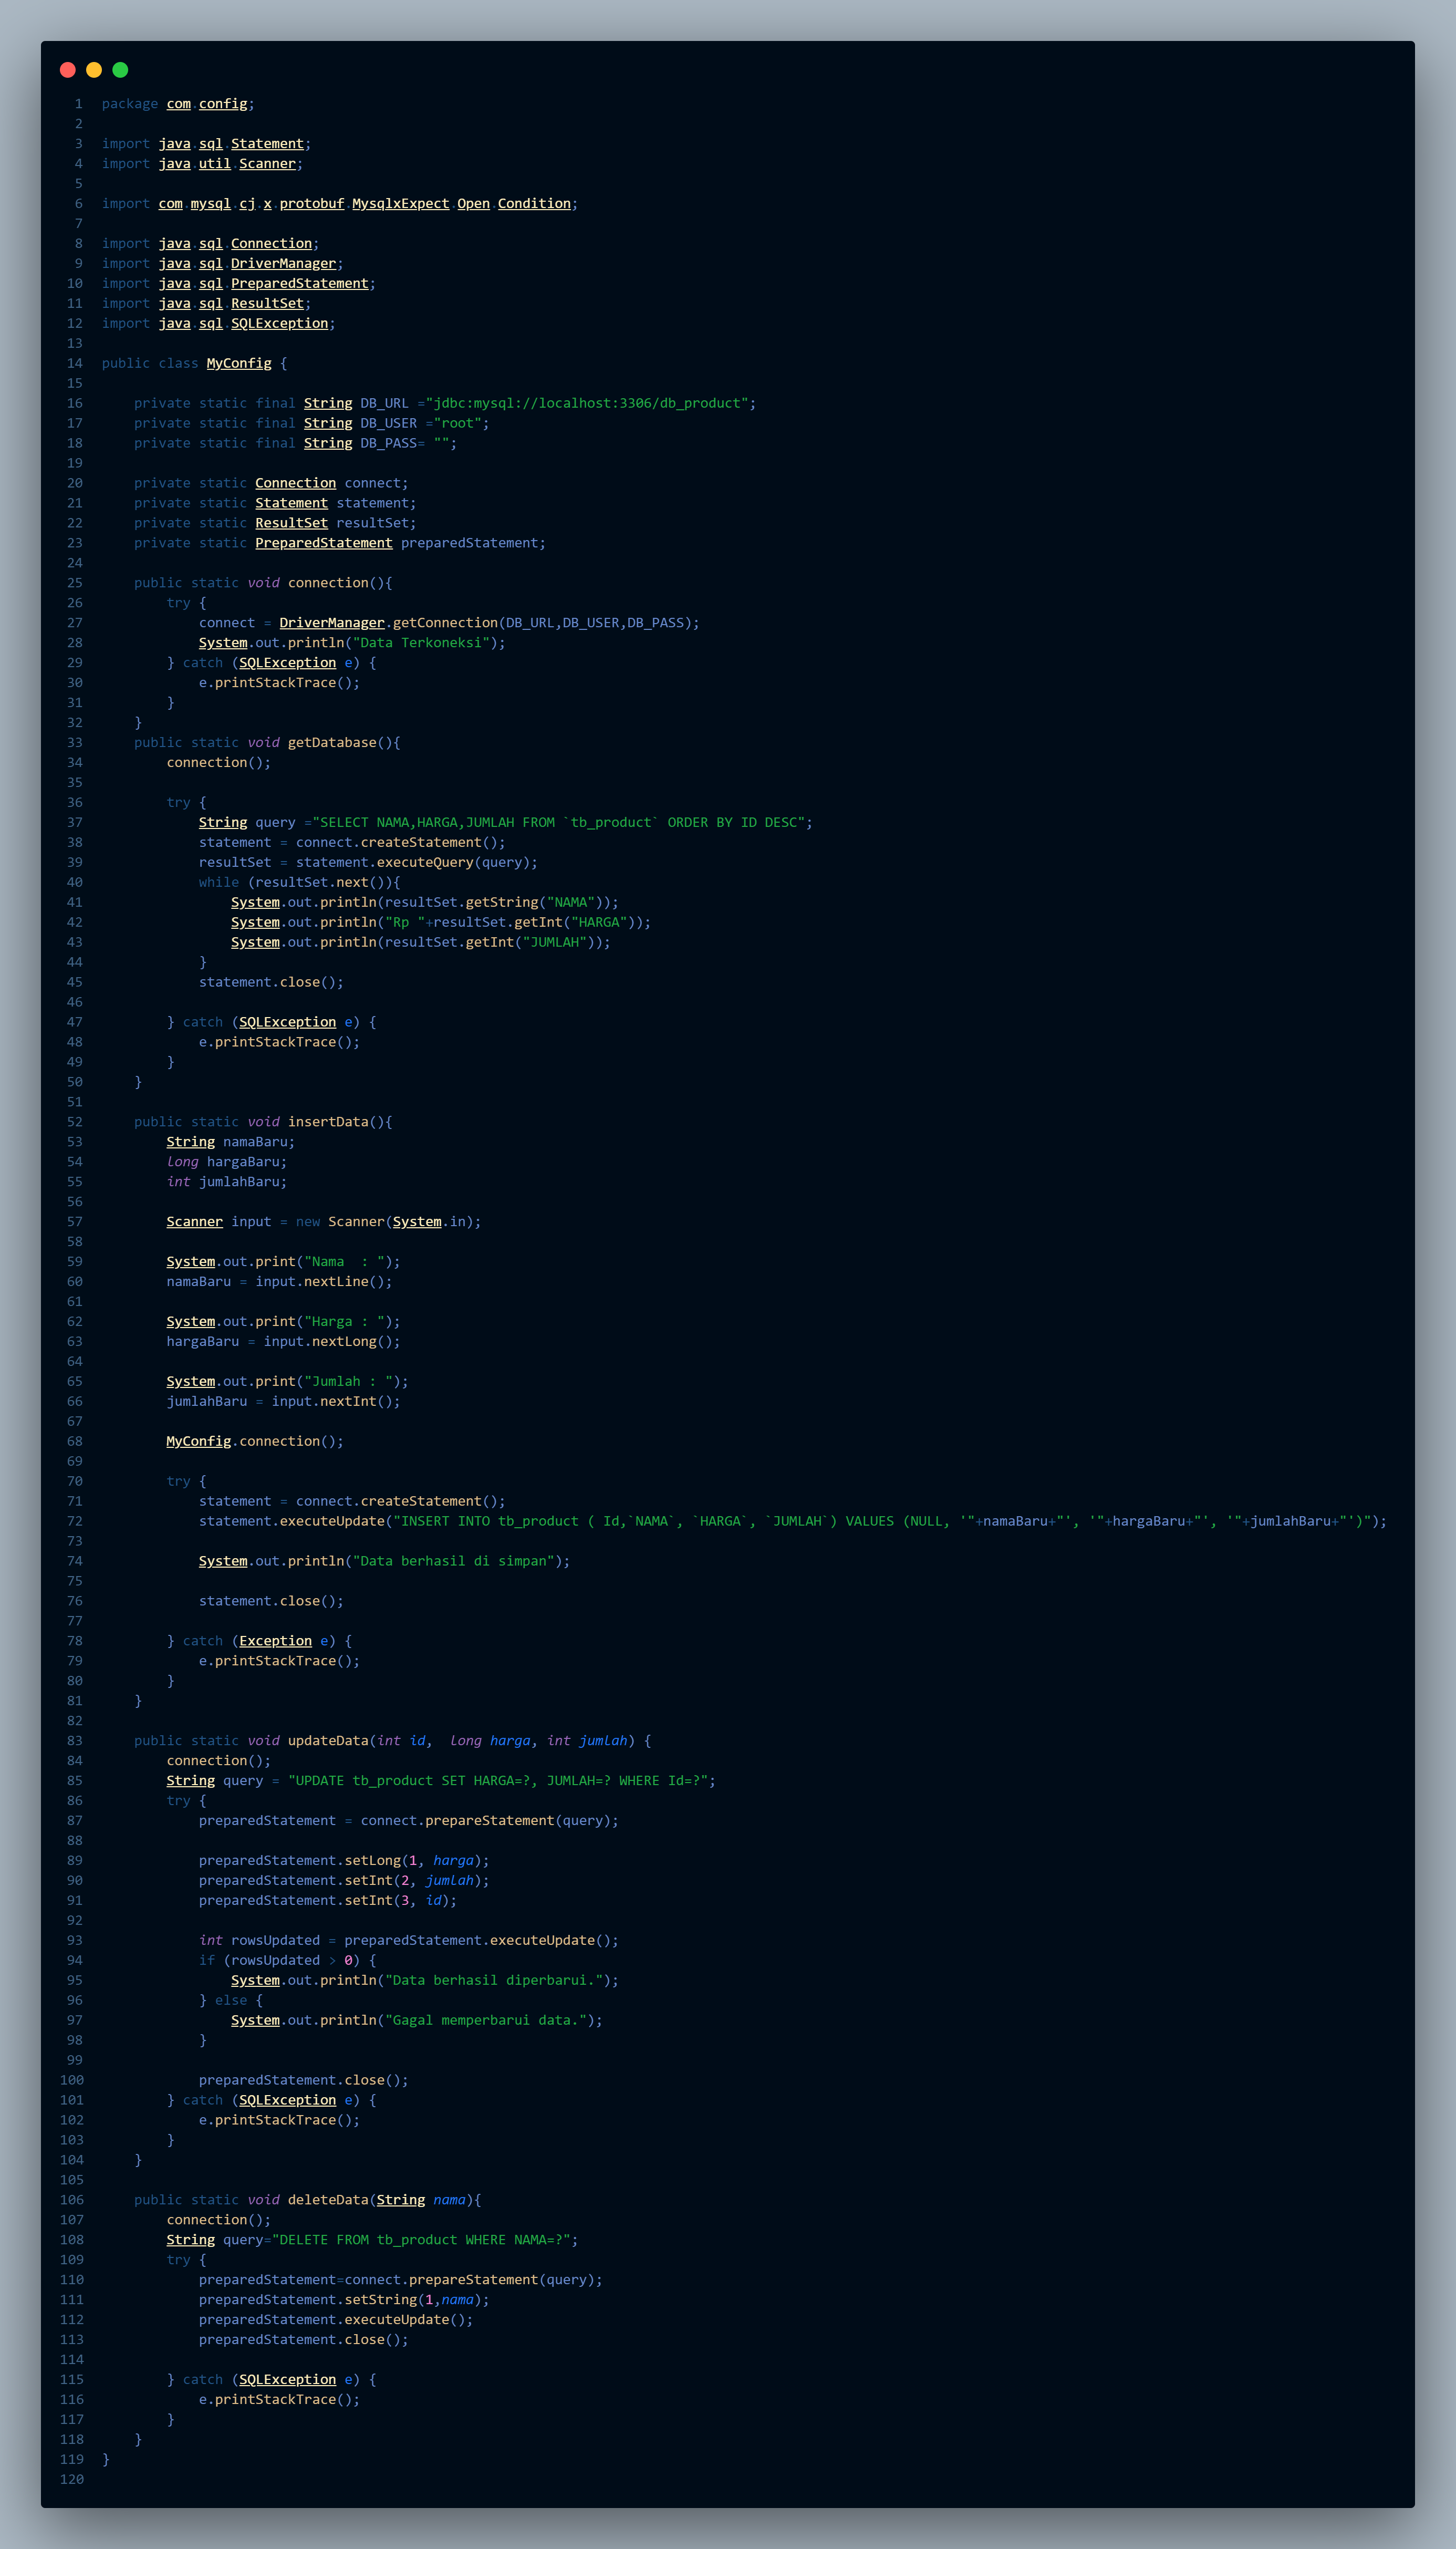 1 package com.config;
2
3 import java.sql.Statement;
4 import java.util.Scanner;
5
6 import com.mysql.cj.x.protobuf.MysqlxExpect.Open.Condition;
7
8 import java.sql.Connection;
9 import java.sql.DriverManager;
10 import java.sql.PreparedStatement;
11 import java.sql.ResultSet;
12 import java.sql.SQLException;
13
14 public class MyConfig {
15
16     private static final String DB_URL ="jdbc:mysql://localhost:3306/db_product";
17     private static final String DB_USER ="root";
18     private static final String DB_PASS= "";
19
20     private static Connection connect;
21     private static Statement statement;
22     private static ResultSet resultSet;
23     private static PreparedStatement preparedStatement;
24
25     public static void connection(){
26         try {
27             connect = DriverManager.getConnection(DB_URL,DB_USER,DB_PASS);
28             System.out.println("Data Terkoneksi");
29         } catch (SQLException e) {
30             e.printStackTrace();
31         }
32     }
33     public static void getDatabase(){
34         connection();
35
36         try {
37             String query ="SELECT NAMA,HARGA,JUMLAH FROM `tb_product` ORDER BY ID DESC";
38             statement = connect.createStatement();
39             resultSet = statement.executeQuery(query);
40             while (resultSet.next()){
41                 System.out.println(resultSet.getString("NAMA"));
42                 System.out.println("Rp "+resultSet.getInt("HARGA"));
43                 System.out.println(resultSet.getInt("JUMLAH"));
44             }
45             statement.close();
46
47         } catch (SQLException e) {
48             e.printStackTrace();
49         }
50     }
51
52     public static void insertData(){
53         String namaBaru;
54         long hargaBaru;
55         int jumlahBaru;
56
57         Scanner input = new Scanner(System.in);
58
59         System.out.print("Nama  : ");
60         namaBaru = input.nextLine();
61
62         System.out.print("Harga : ");
63         hargaBaru = input.nextLong();
64
65         System.out.print("Jumlah : ");
66         jumlahBaru = input.nextInt();
67
68         MyConfig.connection();
69
70         try {
71             statement = connect.createStatement();
72             statement.executeUpdate("INSERT INTO tb_product ( Id,`NAMA`, `HARGA`, `JUMLAH`) VALUES (NULL, '"+namaBaru+"', '"+hargaBaru+"', '"+jumlahBaru+"')");
73
74             System.out.println("Data berhasil di simpan");
75
76             statement.close();
77
78         } catch (Exception e) {
79             e.printStackTrace();
80         }
81     }
82
83     public static void updateData(int id,  long harga, int jumlah) {
84         connection();
85         String query = "UPDATE tb_product SET HARGA=?, JUMLAH=? WHERE Id=?";
86         try {
87             preparedStatement = connect.prepareStatement(query);
88
89             preparedStatement.setLong(1, harga);
90             preparedStatement.setInt(2, jumlah);
91             preparedStatement.setInt(3, id);
92
93             int rowsUpdated = preparedStatement.executeUpdate();
94             if (rowsUpdated > 0) {
95                 System.out.println("Data berhasil diperbarui.");
96             } else {
97                 System.out.println("Gagal memperbarui data.");
98             }
99
100             preparedStatement.close();
101         } catch (SQLException e) {
102             e.printStackTrace();
103         }
104     }
105
106     public static void deleteData(String nama){
107         connection();
108         String query="DELETE FROM tb_product WHERE NAMA=?";
109         try {
110             preparedStatement=connect.prepareStatement(query);
111             preparedStatement.setString(1,nama);
112             preparedStatement.executeUpdate();
113             preparedStatement.close();
114
115         } catch (SQLException e) {
116             e.printStackTrace();
117         }
118     }
119 }
120